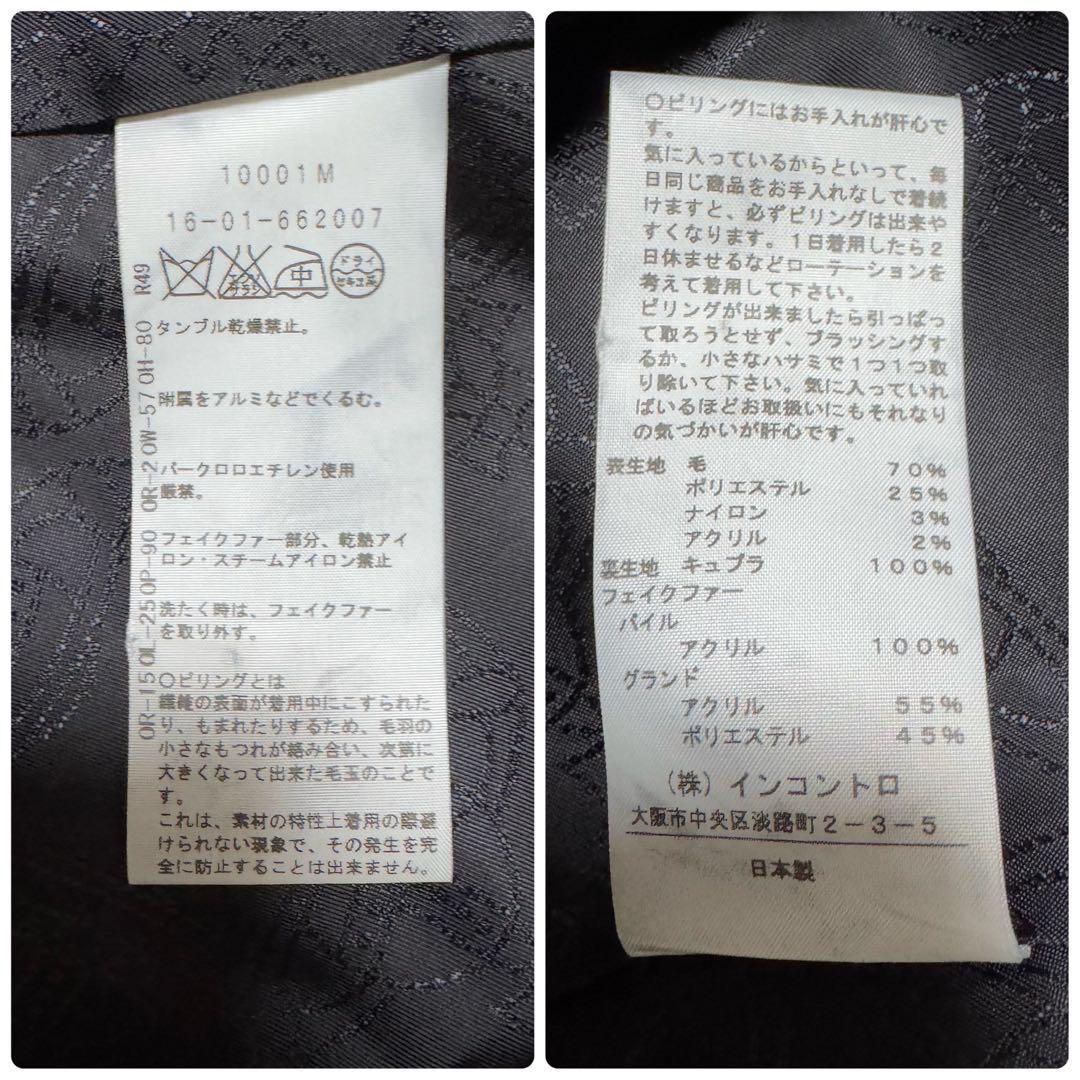 10001M
16-01-662007
エンソサラシ
中
ドライ
セキユ系
タンブル乾燥禁止。
附属をアルミなどでくるむ。
パークロロエチレン使用
厳禁。
フェイクファー部分、乾熱アイ
ロン・スチームアイロン禁止
洗たく時は、フェイクファー
を取り外す。
○ピリングとは
繊維の表面が着用中にこすられた
り、もまれたりするため、毛羽の
小さなもつれが絡み合い、次第に
大きくなって出来た毛玉のことで
す。
これは、素材の特性上着用の際避
けられない現象で、その発生を完
全に防止することは出来ません。
0R-15 0L-25 0P-90 0R-2 0W-57 0H-80 R49
○ピリングにはお手入れが肝心で
す。
気に入っているからといって、毎
日同じ商品をお手入れなしで着続
けますと、必ずピリングは出来や
すくなります。1日着用したら2
日休ませるなどローテーションを
考えて着用して下さい。
ピリングが出来ましたら引っぱっ
て取ろうとせず、ブラッシングす
るか、小さなハサミで1つ1つ取
り除いて下さい。気に入っていれ
ばいるほどお取扱いにもそれなり
の気づかいが肝心です。
表生地 毛 70%
ポリエステル 25%
ナイロン 3%
アクリル 2%
裏生地 キュプラ 100%
フェイクファー
パイル
アクリル 100%
グランド
アクリル 55%
ポリエステル 45%
(株)インコントロ
大阪市中央区淡路町2-3-5
日本製